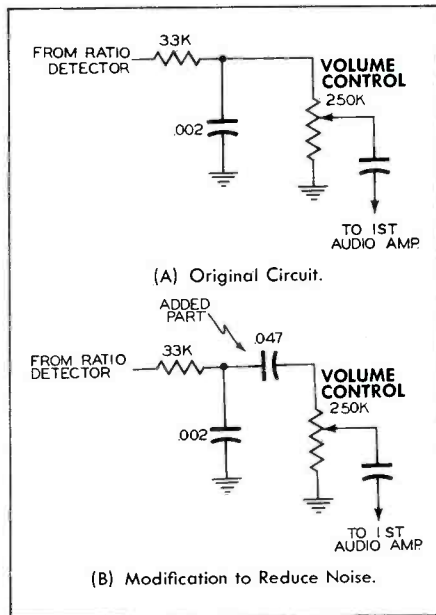 33K
FROM RATIO
DETECTOR
VOLUME
CONTROL
250K
.002
TO 1ST
AUDIO AMP.
(A) Original Circuit.
ADDED
PART
.047
33K
FROM RATIO
DETECTOR
VOLUME
CONTROL
250K
.002
TO 1ST
AUDIO AMP.
(B) Modification to Reduce Noise.